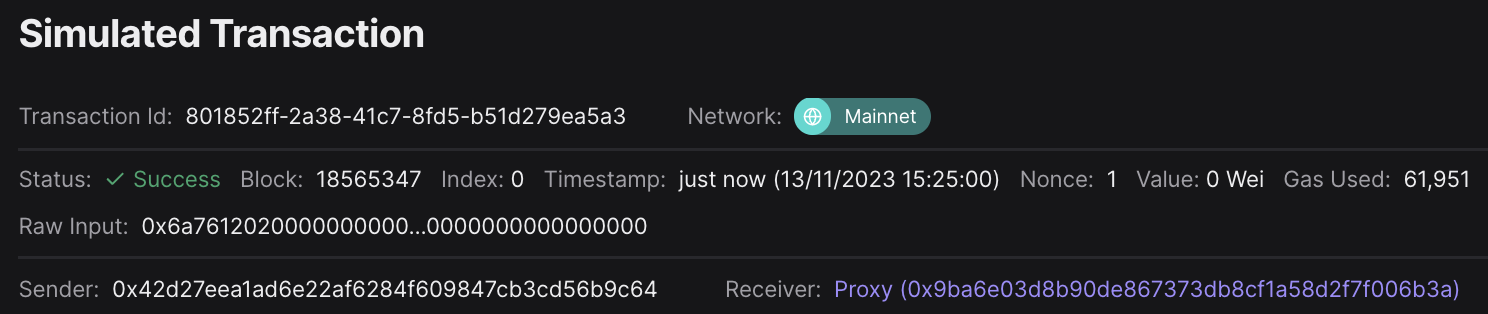 Simulated Transaction
Transaction Id: 801852ff-2a38-41c7-8fd5-b51d279ea5a3 Network: Mainnet
Status: ✓ Success Block: 18565347 Index: 0 Timestamp: just now (13/11/2023 15:25:00) Nonce: 1 Value: 0 Wei Gas Used: 61,951
Raw Input: 0x6a7612020000000000...0000000000000000
Sender: 0x42d27eea1ad6e22af6284f609847cb3cd56b9c64 Receiver: Proxy (0x9ba6e03d8b90de867373db8cf1a58d2f7f006b3a)